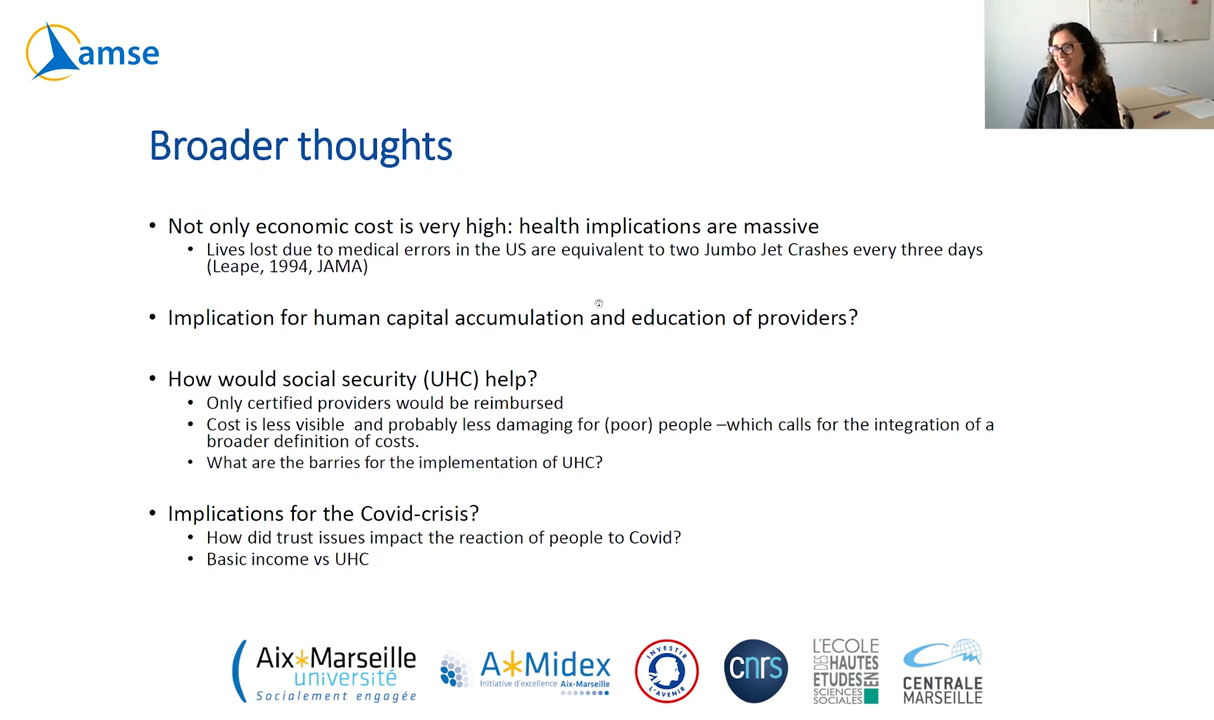 amse
Broader thoughts
• Not only economic cost is very high: health implications are massive
• Lives lost due to medical errors in the US are equivalent to two Jumbo Jet Crashes every three days
(Leape, 1994, JAMA)
• Implication for human capital accumulation and education of providers?
• How would social security (UHC) help?
• Only certified providers would be reimbursed
• Cost is less visible and probably less damaging for (poor) people –which calls for the integration of a
broader definition of costs.
• What are the barries for the implementation of UHC?
• Implications for the Covid-crisis?
• How did trust issues impact the reaction of people to Covid?
• Basic income vs UHC
Aix*Marseille
université
Socialement engagée
A*Midex
Initiative d'excellence Aix-Marseille
INVESTIR
L'AVENIR
cnrs
L'ECOLE
DES HAUTES
ETUDES EN
SCIENCES
SOCIALES
CENTRALE
MARSEILLE